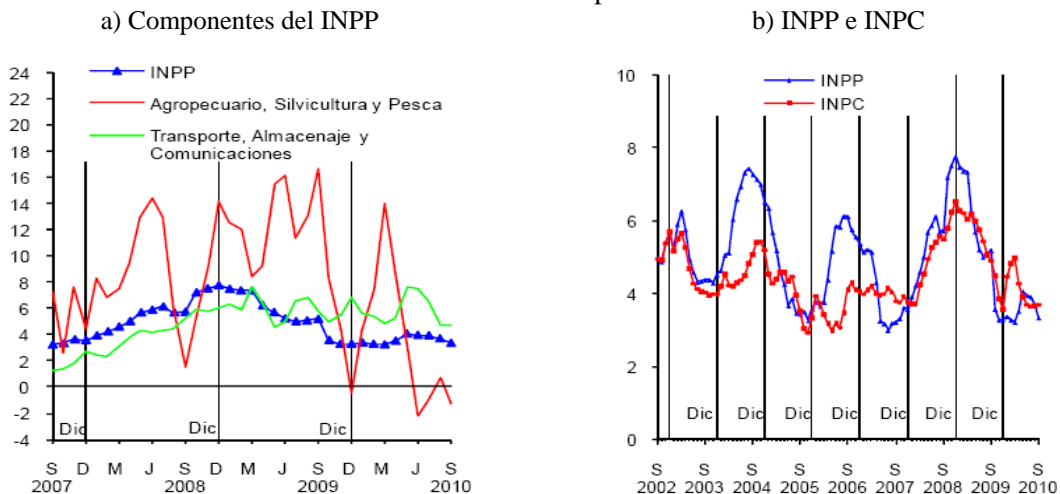 a) Componentes del INPP
INPP
Agropecuario, Silvicultura y Pesca
Transporte, Almacenaje y
Comunicaciones
24
22
20
18
16
14
12
10
8
6
4
2
0
-2
-4
Dic Dic Dic
S D M J S D M J S D M J S
2007 2008 2009 2010
b) INPP e INPC
INPP
INPC
10
8
6
4
2
0
Dic Dic Dic Dic Dic Dic Dic
S S S S S S S S S
2002 2003 2004 2005 2006 2007 2008 2009 2010